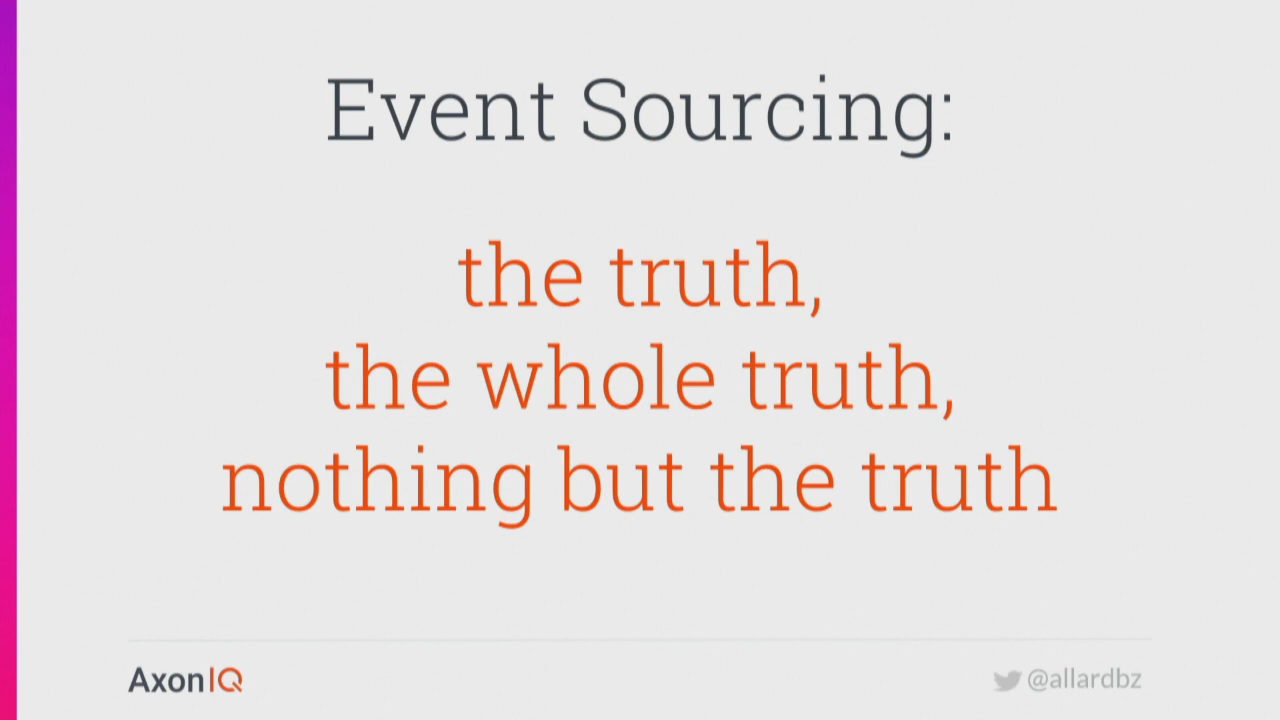 Event Sourcing:
the truth,
the whole truth,
nothing but the truth
AxonIQ
@allardbz